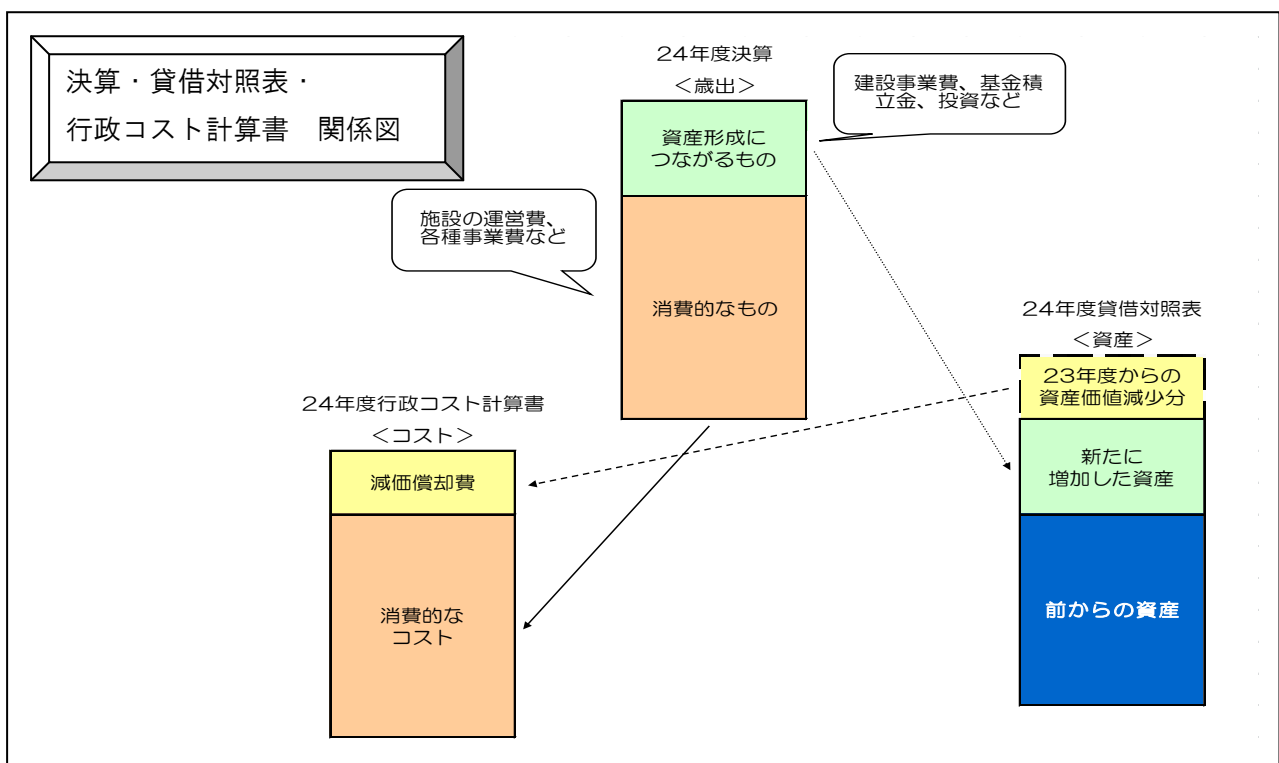 決算・貸借対照表・
行政コスト計算書　関係図
24年度決算
＜歳出＞
建設事業費、基金積
立金、投資など
資産形成に
つながるもの
施設の運営費、
各種事業費など
消費的なもの
24年度貸借対照表
＜資産＞
23年度からの
資産価値減少分
新たに
増加した資産
前からの資産
24年度行政コスト計算書
＜コスト＞
減価償却費
消費的な
コスト